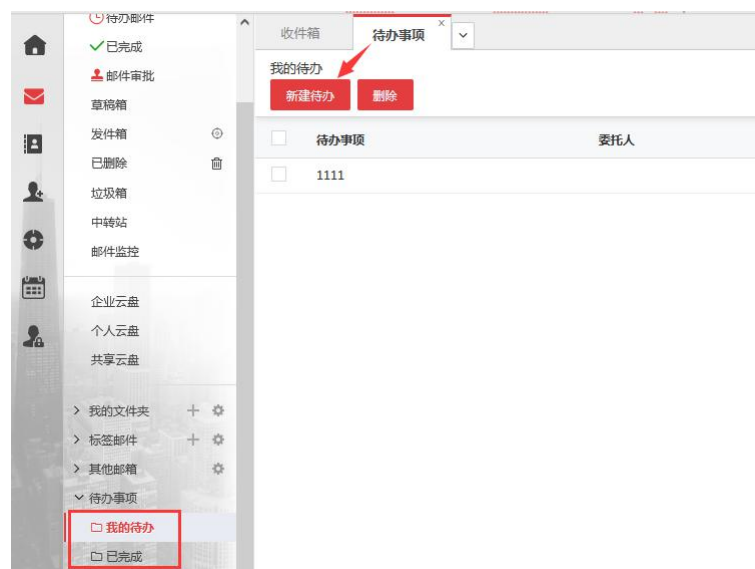 待办邮件
已完成
邮件审批
草稿箱
发件箱
已删除
垃圾箱
中转站
邮件监控
企业云盘
个人云盘
共享云盘
我的文件夹
标签邮件
其他邮箱
待办事项
我的待办
已完成
收件箱 待办事项
我的待办
新建待办 删除
待办事项 委托人
1111